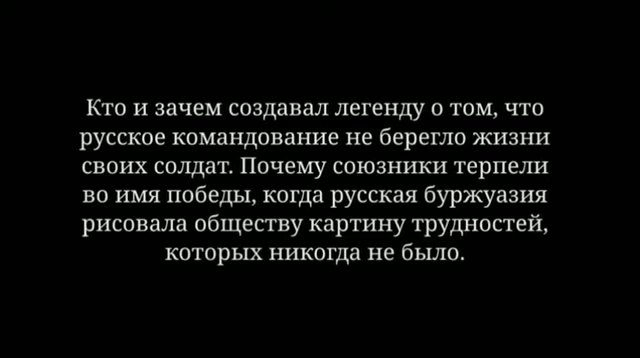 Кто и зачем создавал легенду о том, что
русское командование не берегло жизни
своих солдат. Почему союзники терпели
во имя победы, когда русская буржуазия
рисовала обществу картину трудностей,
которых никогда не было.